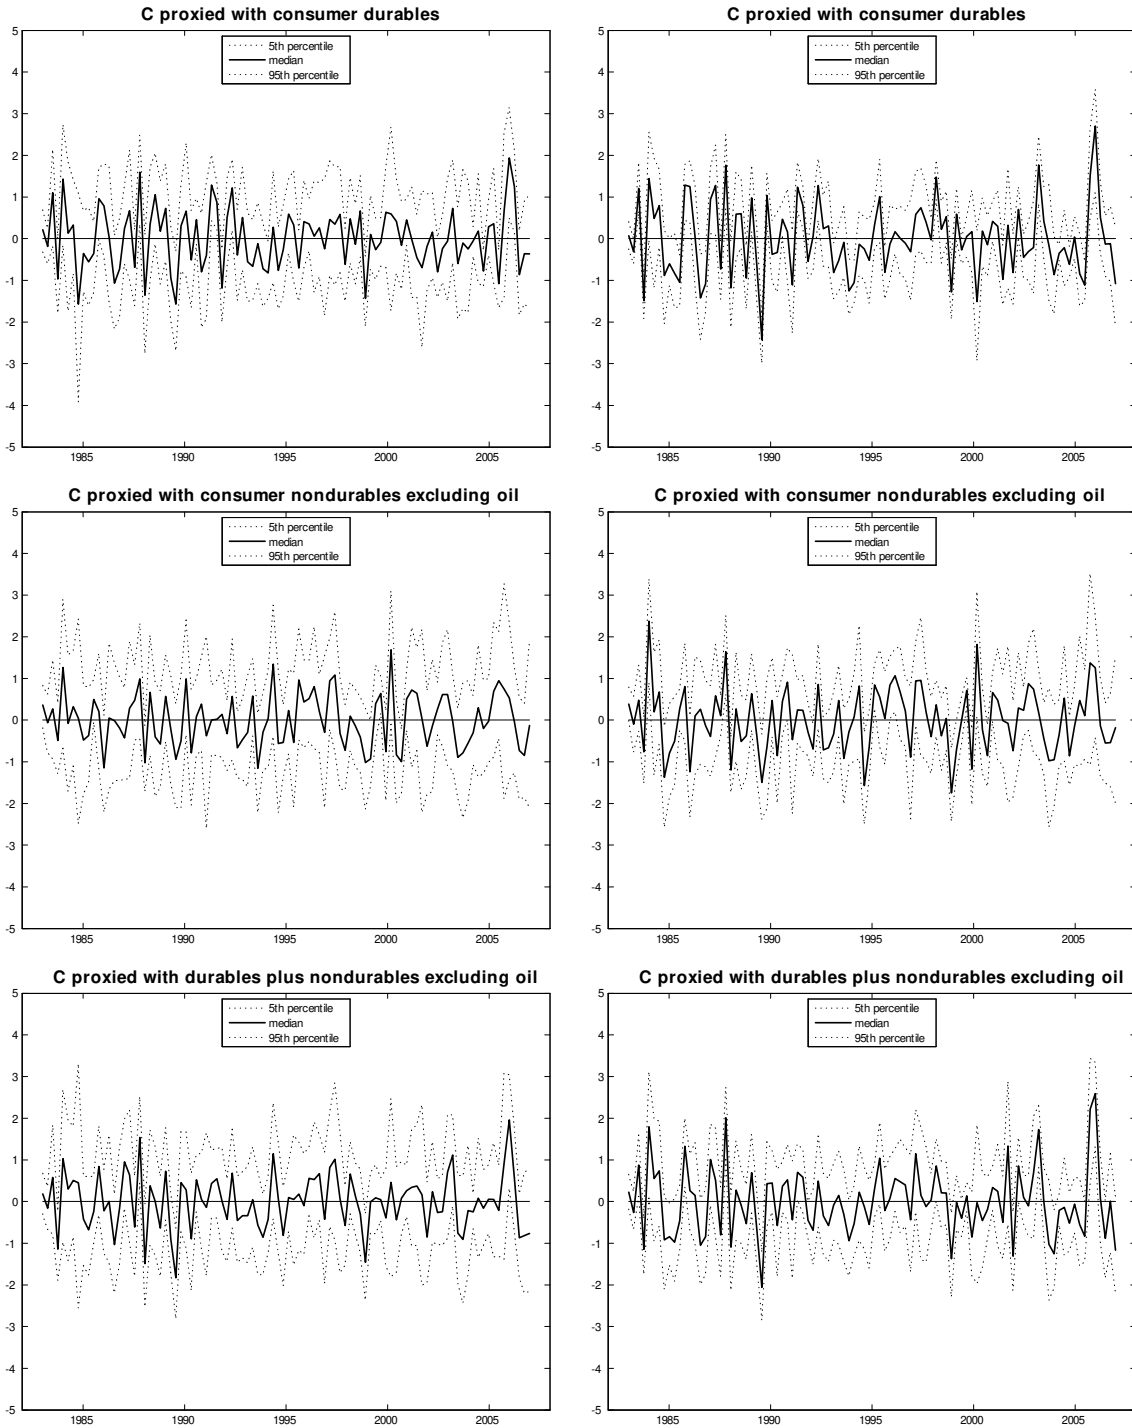 C proxied with consumer durables
5
5th percentile
median
95th percentile
4
3
2
1
0
-1
-2
-3
-4
-5
1985 1990 1995 2000 2005
C proxied with consumer durables
5
5th percentile
median
95th percentile
4
3
2
1
0
-1
-2
-3
-4
-5
1985 1990 1995 2000 2005
C proxied with consumer nondurables excluding oil
5
5th percentile
median
95th percentile
4
3
2
1
0
-1
-2
-3
-4
-5
1985 1990 1995 2000 2005
C proxied with consumer nondurables excluding oil
5
5th percentile
median
95th percentile
4
3
2
1
0
-1
-2
-3
-4
-5
1985 1990 1995 2000 2005
C proxied with durables plus nondurables excluding oil
5
5th percentile
median
95th percentile
4
3
2
1
0
-1
-2
-3
-4
-5
1985 1990 1995 2000 2005
C proxied with durables plus nondurables excluding oil
5
5th percentile
median
95th percentile
4
3
2
1
0
-1
-2
-3
-4
-5
1985 1990 1995 2000 2005